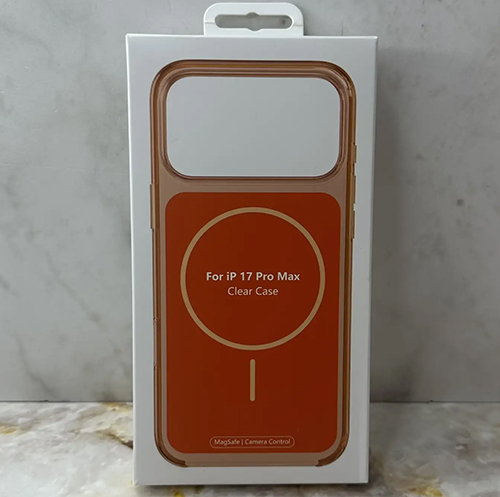 For iP 17 Pro Max
Clear Case
MagSafe | Camera Control